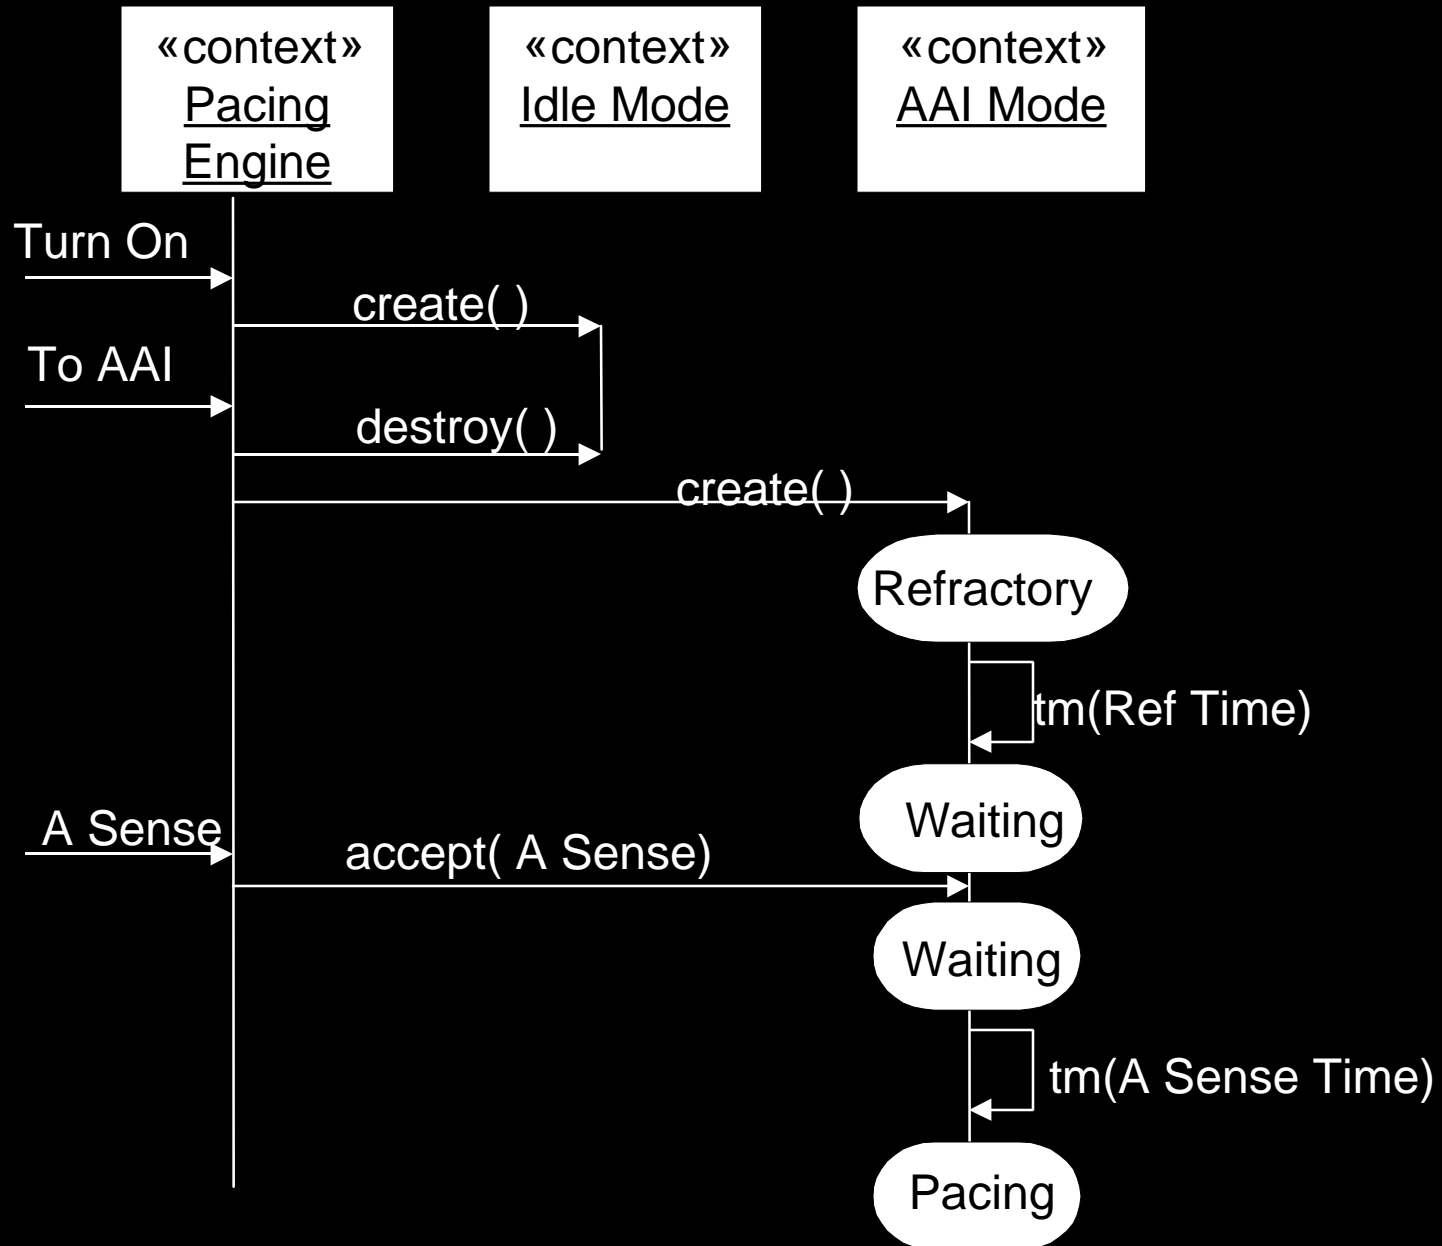 «context»
Pacing
Engine
«context»
Idle Mode
«context»
AAI Mode
Turn On
create( )
To AAI
destroy( )
create( )
Refractory
tm(Ref Time)
Waiting
A Sense
accept( A Sense)
Waiting
tm(A Sense Time)
Pacing